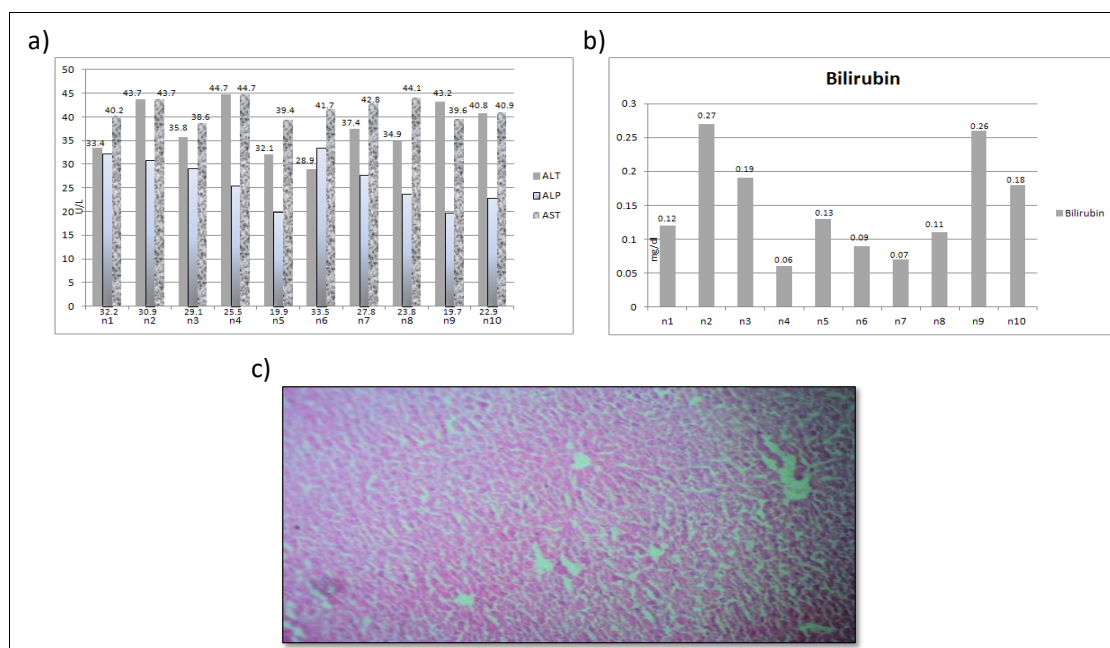 a)
50
45
40
35
30
25
20
15
10
5
0
U/L
33.4 43.7 35.8 44.7 32.1 28.9 37.4 34.9 43.2 40.8
40.2 43.7 38.6 44.7 39.4 41.7 42.8 44.1 39.6 40.9
32.2 30.9 29.1 25.5 19.9 33.5 27.8 23.8 19.7 22.9
n1 n2 n3 n4 n5 n6 n7 n8 n9 n10
ALT
ALP
AST
b)
Bilirubin
0.3
0.25
0.2
0.15
0.1
0.05
0
mg/dl
0.12 0.27 0.19 0.06 0.13 0.09 0.07 0.11 0.26 0.18
n1 n2 n3 n4 n5 n6 n7 n8 n9 n10
Bilirubin
c)